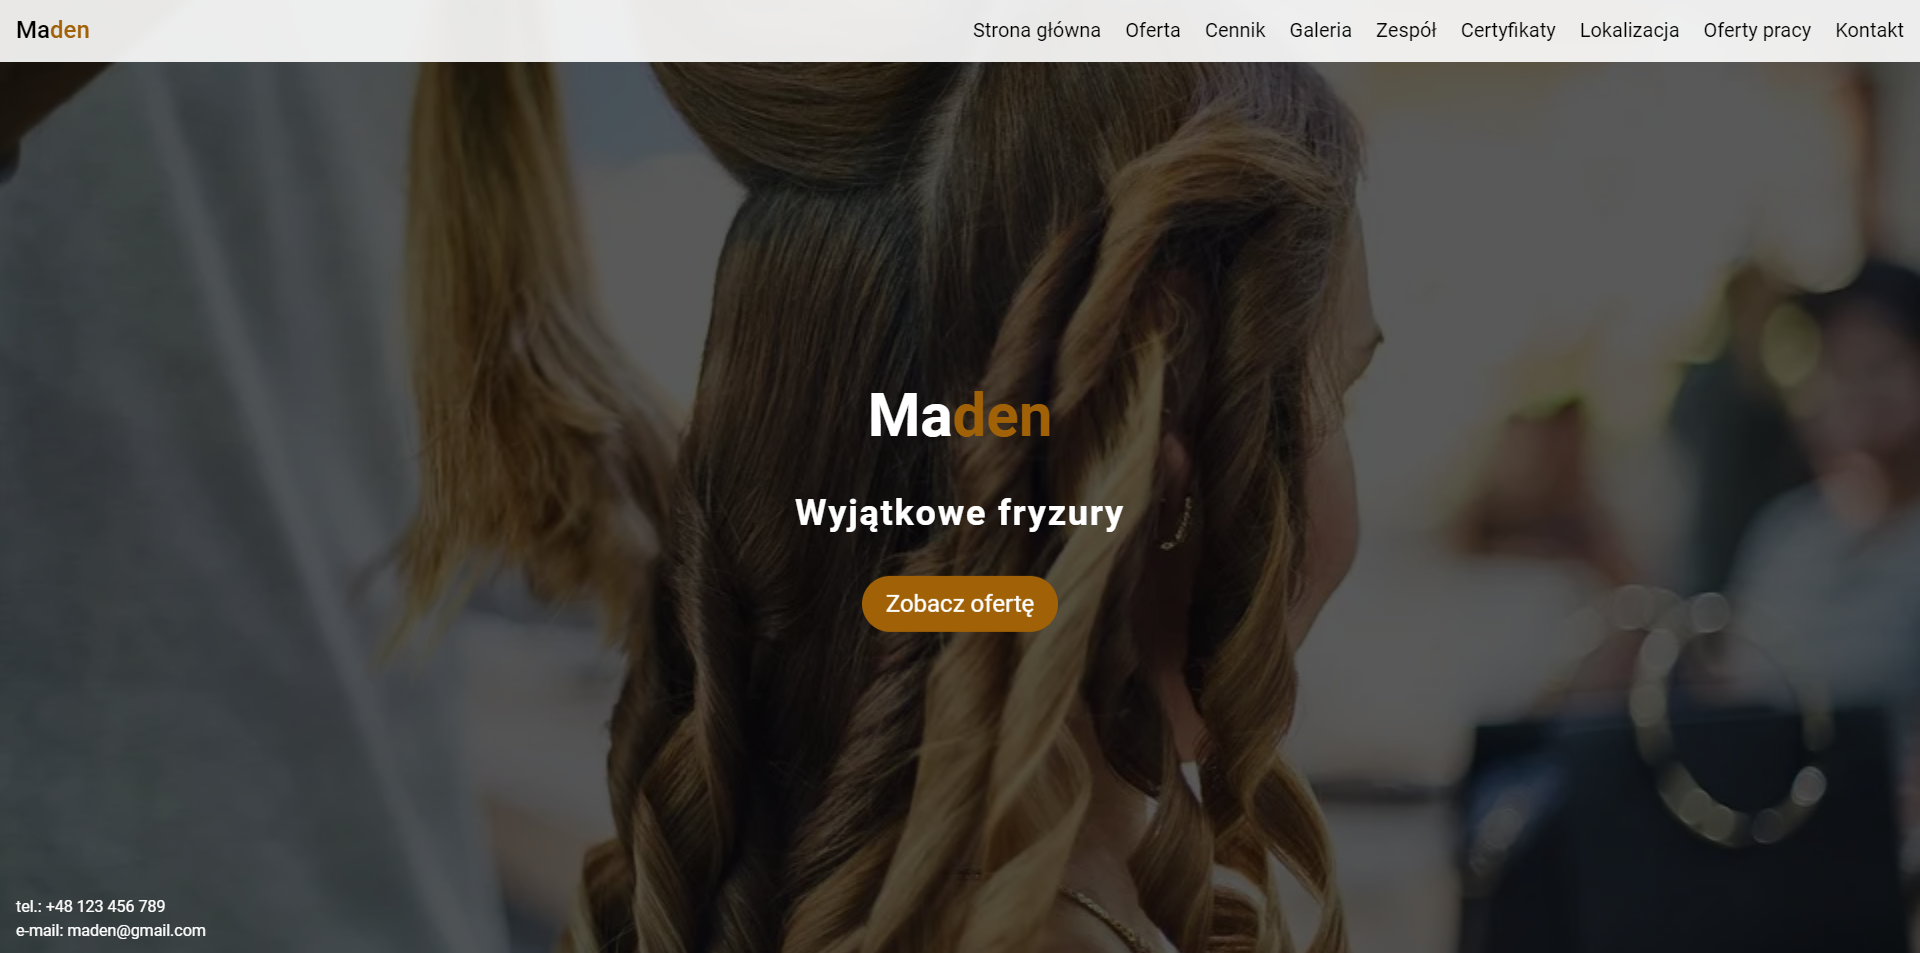 Maden
Strona główna Oferta Cennik Galeria Zespół Certyfikaty Lokalizacja Oferty pracy Kontakt
Maden
Wyjątkowe fryzury
Zobacz ofertę
tel.: +48 123 456 789
e-mail: maden@gmail.com